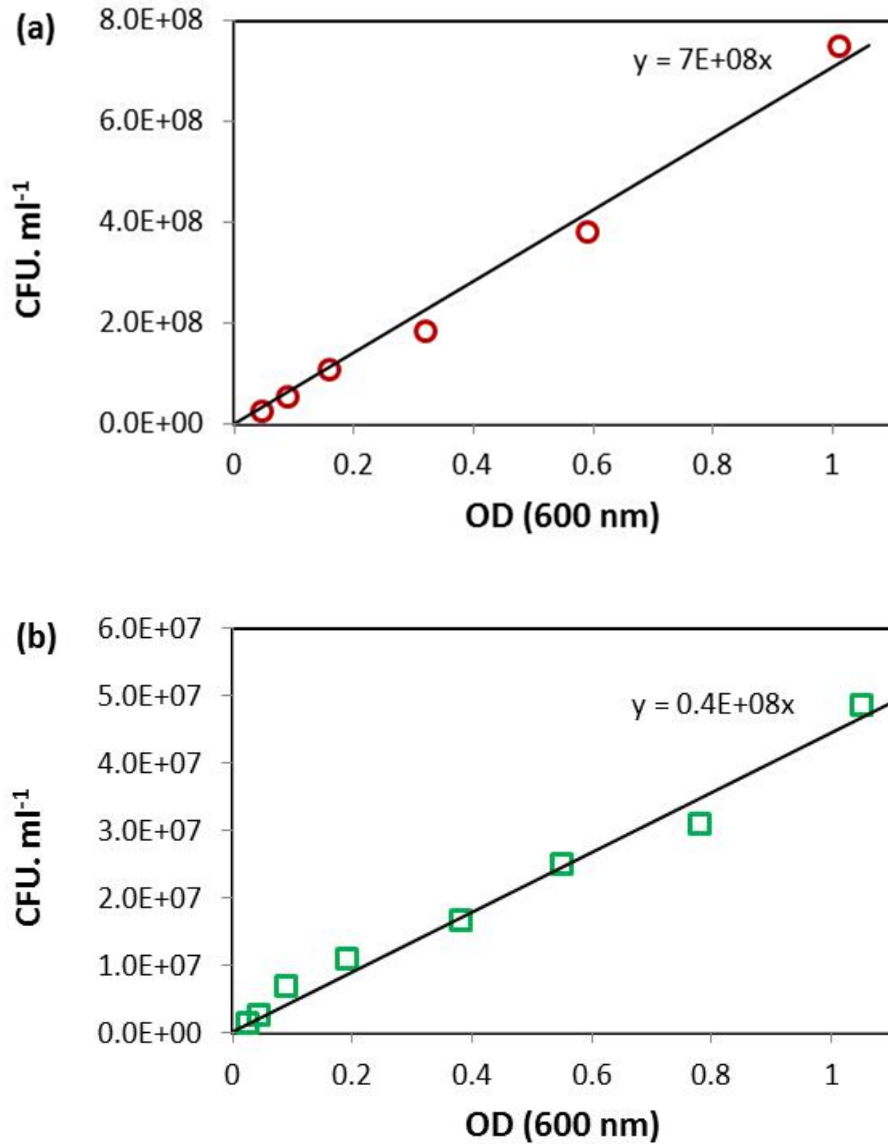 (a)
8.0E+08
6.0E+08
4.0E+08
2.0E+08
0.0E+00
CFU. ml⁻¹
y = 7E+08x
0 0.2 0.4 0.6 0.8 1
OD (600 nm)
(b)
6.0E+07
5.0E+07
4.0E+07
3.0E+07
2.0E+07
1.0E+07
0.0E+00
CFU. ml⁻¹
y = 0.4E+08x
0 0.2 0.4 0.6 0.8 1
OD (600 nm)